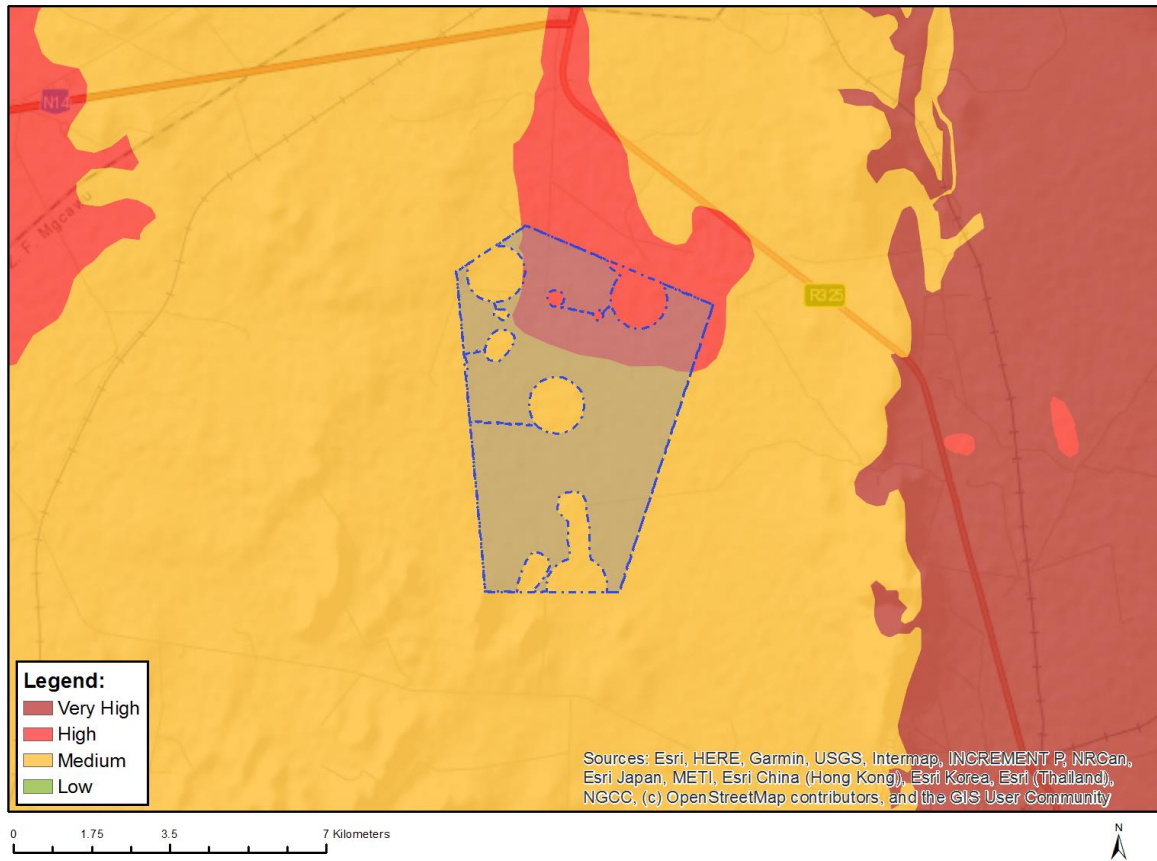 N14
F. Mgcawu
R325
Legend:
Very High
High
Medium
Low
Sources: Esri, HERE, Garmin, USGS, Intermap, INCREMENT P, NRCan,
Esri Japan, METI, Esri China (Hong Kong), Esri Korea, Esri (Thailand),
NGCC, (c) OpenStreetMap contributors, and the GIS User Community
0 1.75 3.5 7 Kilometers
N